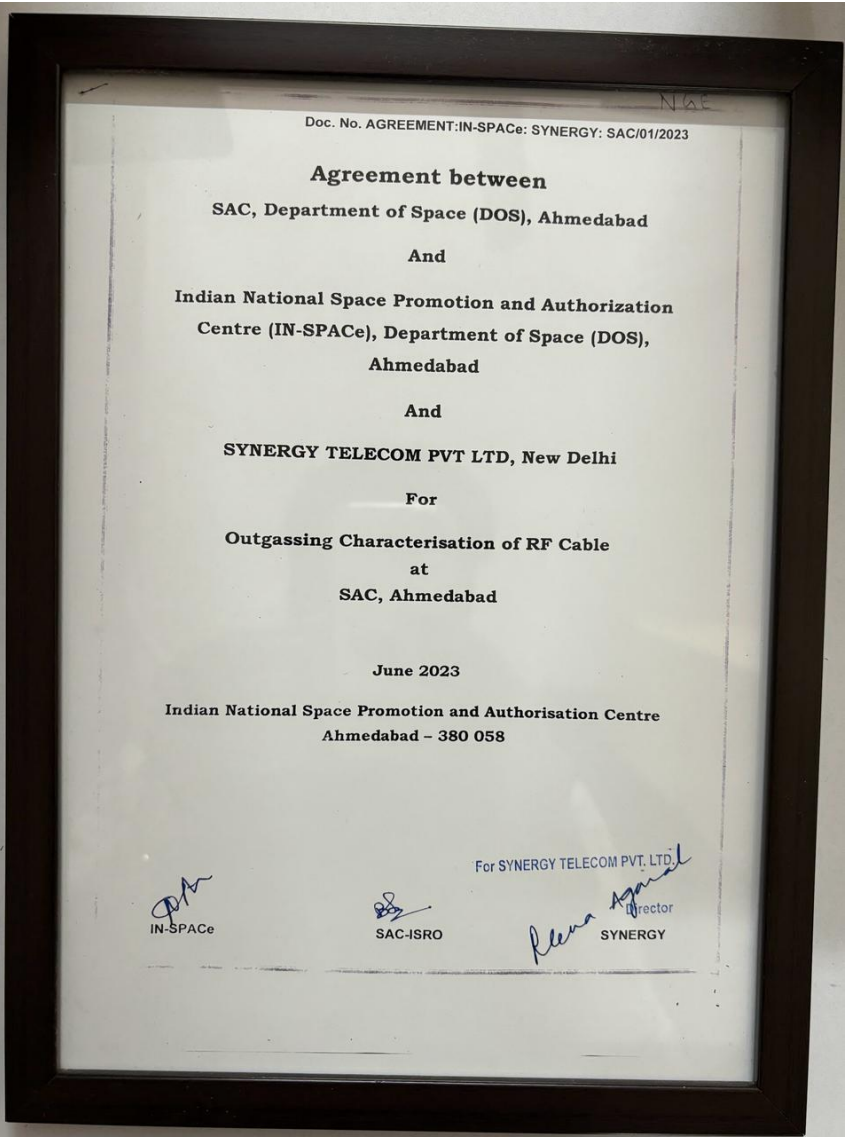 NGE
Doc. No. AGREEMENT:IN-SPACe: SYNERGY: SAC/01/2023
Agreement between
SAC, Department of Space (DOS), Ahmedabad
And
Indian National Space Promotion and Authorization
Centre (IN-SPACe), Department of Space (DOS),
Ahmedabad
And
SYNERGY TELECOM PVT LTD, New Delhi
For
Outgassing Characterisation of RF Cable
at
SAC, Ahmedabad
June 2023
Indian National Space Promotion and Authorisation Centre
Ahmedabad – 380 058
For SYNERGY TELECOM PVT. LTD.
Reena Agarwal
Director
IN-SPACe
SAC-ISRO
SYNERGY